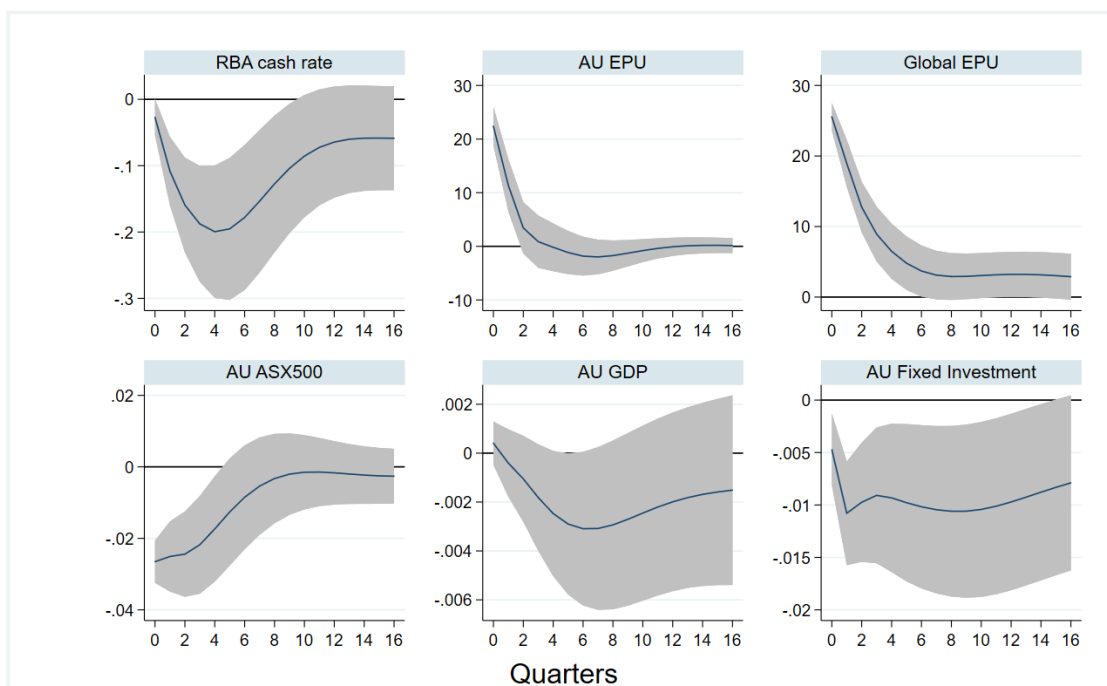 RBA cash rate
0
-.1
-.2
-.3
0 2 4 6 8 10 12 14 16
AU EPU
30
20
10
0
-10
0 2 4 6 8 10 12 14 16
Global EPU
30
20
10
0
0 2 4 6 8 10 12 14 16
AU ASX500
.02
0
-.02
-.04
0 2 4 6 8 10 12 14 16
AU GDP
.002
0
-.002
-.004
-.006
0 2 4 6 8 10 12 14 16
AU Fixed Investment
0
-.005
-.01
-.015
-.02
0 2 4 6 8 10 12 14 16
Quarters